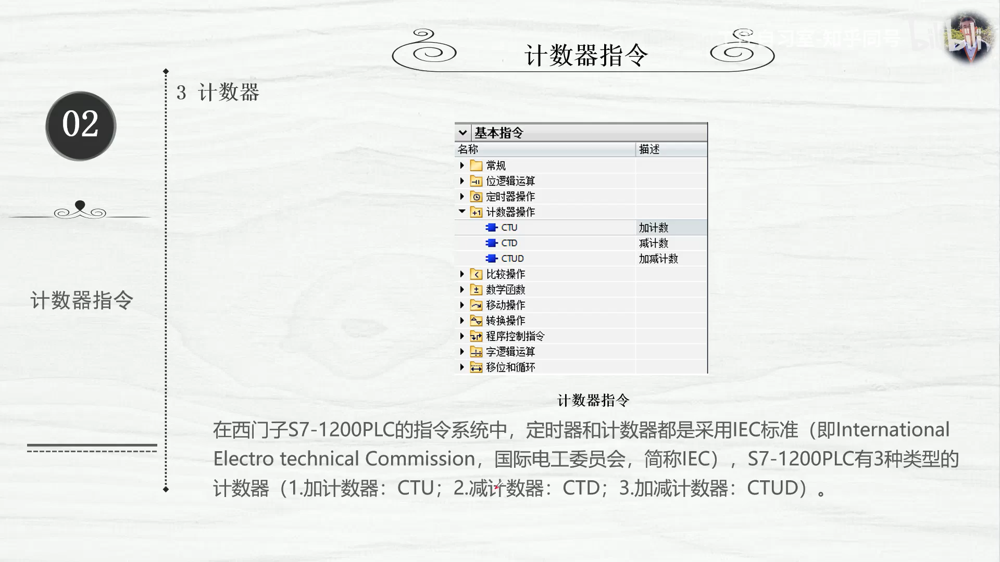 计数器指令
知乎同号
bilibili
3 计数器
02
计数器指令
基本指令
名称 描述
常规
位逻辑运算
定时器操作
计数器操作
CTU 加计数
CTD 减计数
CTUD 加减计数
比较操作
数学函数
移动操作
转换操作
程序控制指令
字逻辑运算
移位和循环
计数器指令
在西门子S7-1200PLC的指令系统中，定时器和计数器都是采用IEC标准（即International
Electro technical Commission，国际电工委员会，简称IEC），S7-1200PLC有3种类型的
计数器（1.加计数器：CTU；2.减计数器：CTD；3.加减计数器：CTUD）。